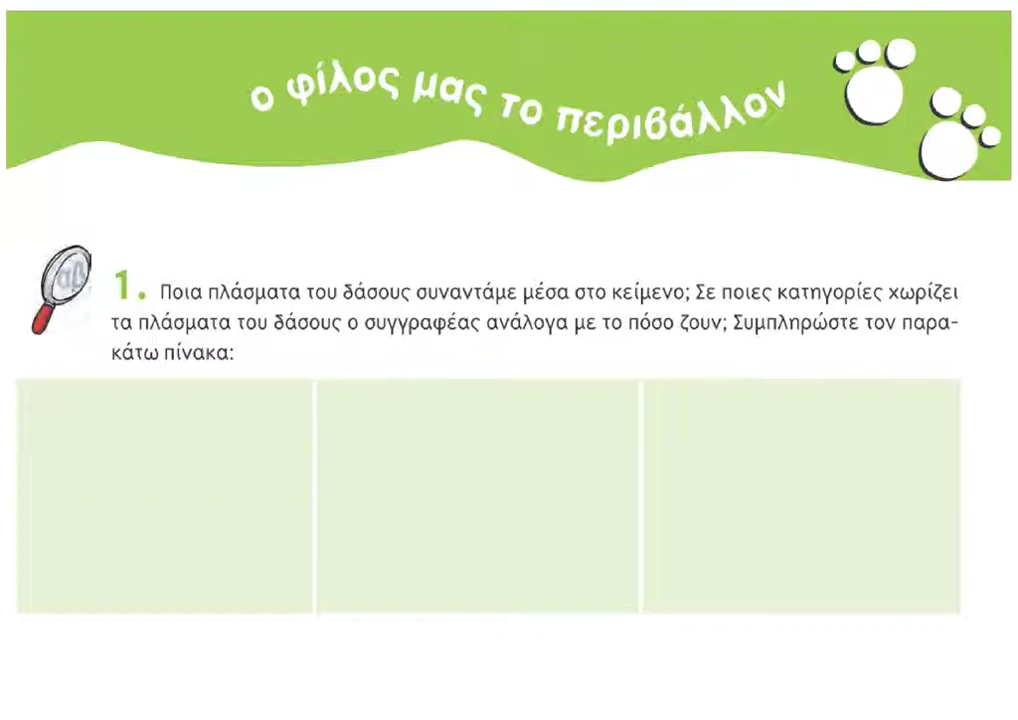 ο φίλος μας το περιβάλλον
αβ
1. Ποια πλάσματα του δάσους συναντάμε μέσα στο κείμενο; Σε ποιες κατηγορίες χωρίζει
τα πλάσματα του δάσους ο συγγραφέας ανάλογα με το πόσο ζουν; Συμπληρώστε τον παρα-
κάτω πίνακα: